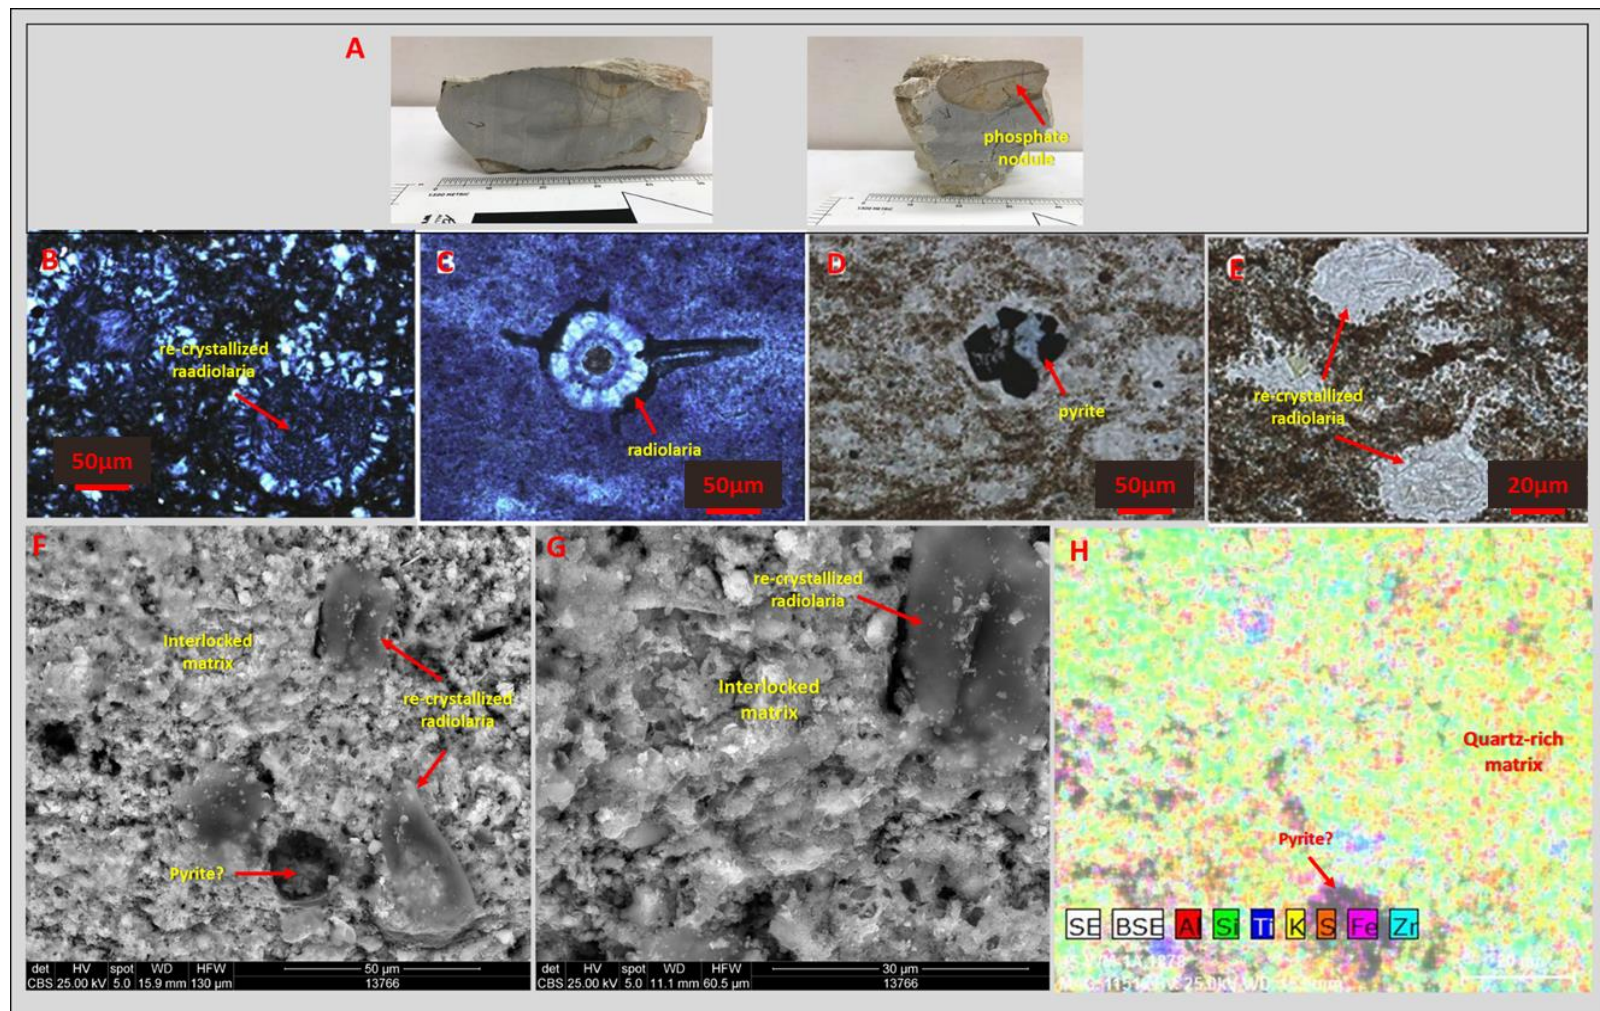 A
phosphate
nodule
B
re-crystallized
raadiolaria
50µm
C
radiolaria
50µm
D
pyrite
50µm
E
re-crystallized
radiolaria
20µm
F
Interlocked
matrix
re-crystallized
radiolaria
Pyrite?
det HV spot WD HFW 50 µm
CBS 25.00 kV 5.0 15.9 mm 130 µm 13766
G
re-crystallized
radiolaria
Interlocked
matrix
det HV spot WD HFW 30 µm
CBS 25.00 kV 5.0 11.1 mm 60.5 µm 13766
H
Quartz-rich
matrix
Pyrite?
SE BSE Al Si Ti K S Fe Zr